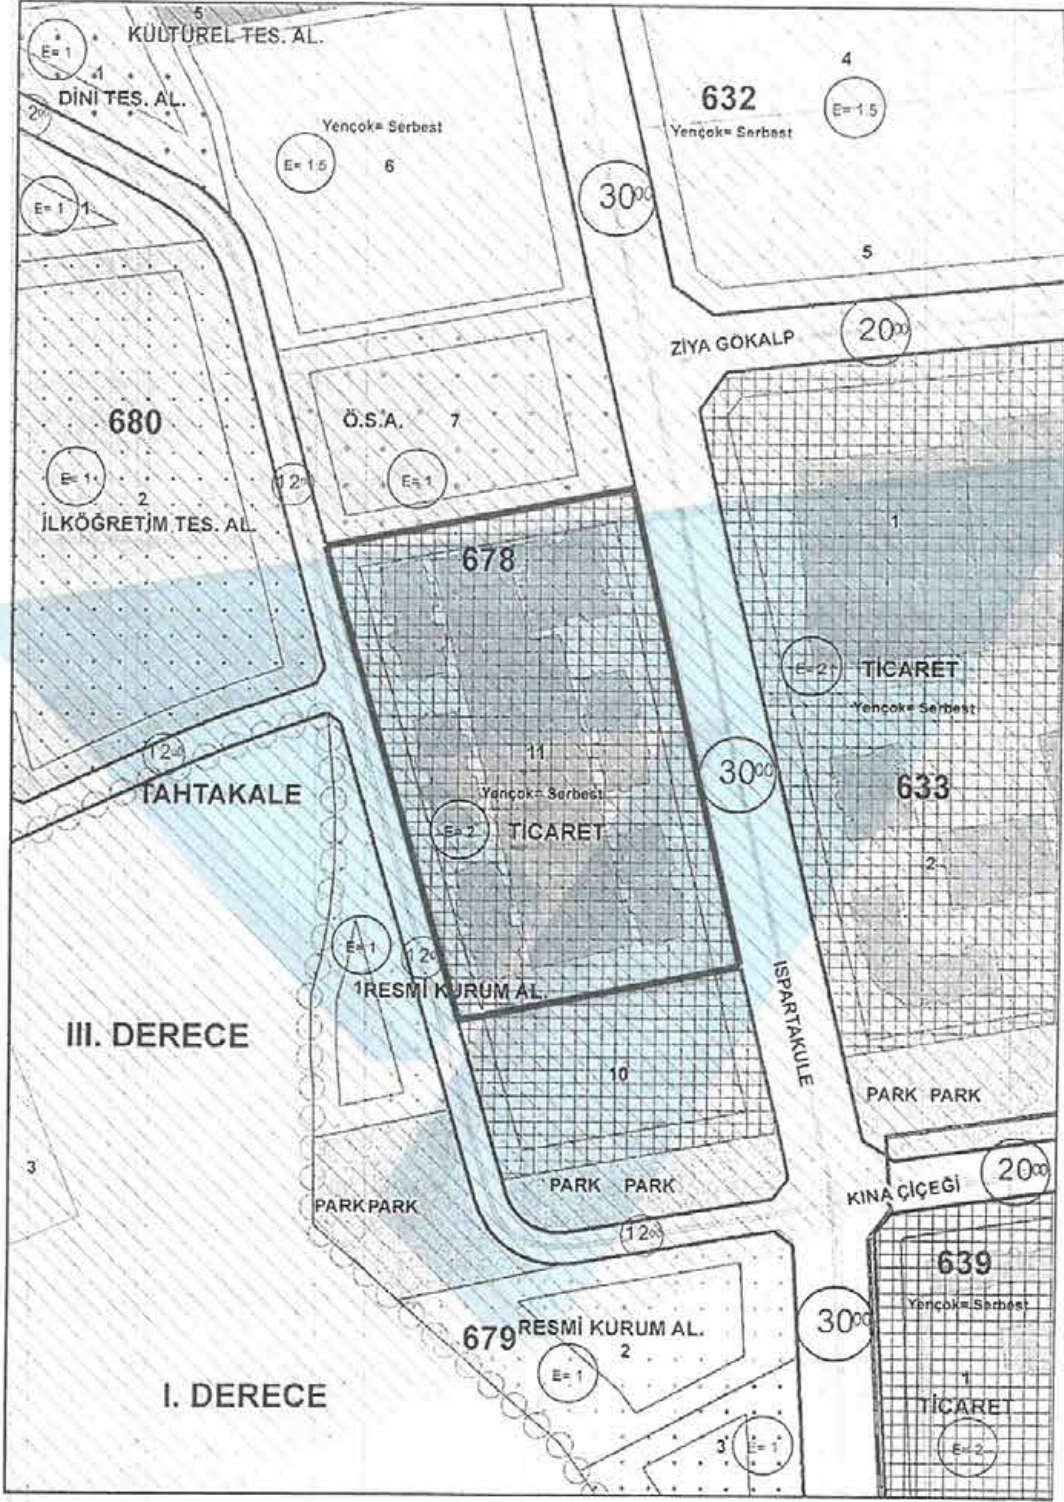 5
KÜLTÜREL TES. AL.
E= 1
1
DİNİ TES. AL.
2
Yençok= Serbest
E= 1.5
6
4
632
E= 1.5
Yençok= Serbest
30 00
E= 1
1
5
ZİYA GÖKALP
20 00
680
Ö.S.A.
7
E= 1
E= 1
12
2
İLKÖĞRETİM TES. AL.
1
678
E= 2
TİCARET
Yençok= Serbest
12
11
30 00
633
TAHTAKALE
Yençok= Serbest
E= 2
TİCARET
2
E= 1
12
1
RESMİ KURUM AL.
ISPARTAKULE
III. DERECE
10
PARK PARK
3
PARK PARK
PARK PARK
KINA ÇİÇEĞİ
20 00
12
639
Yençok= Serbest
30 00
679
RESMİ KURUM AL.
2
E= 1
1
I. DERECE
TİCARET
3
E= 1
E= 2